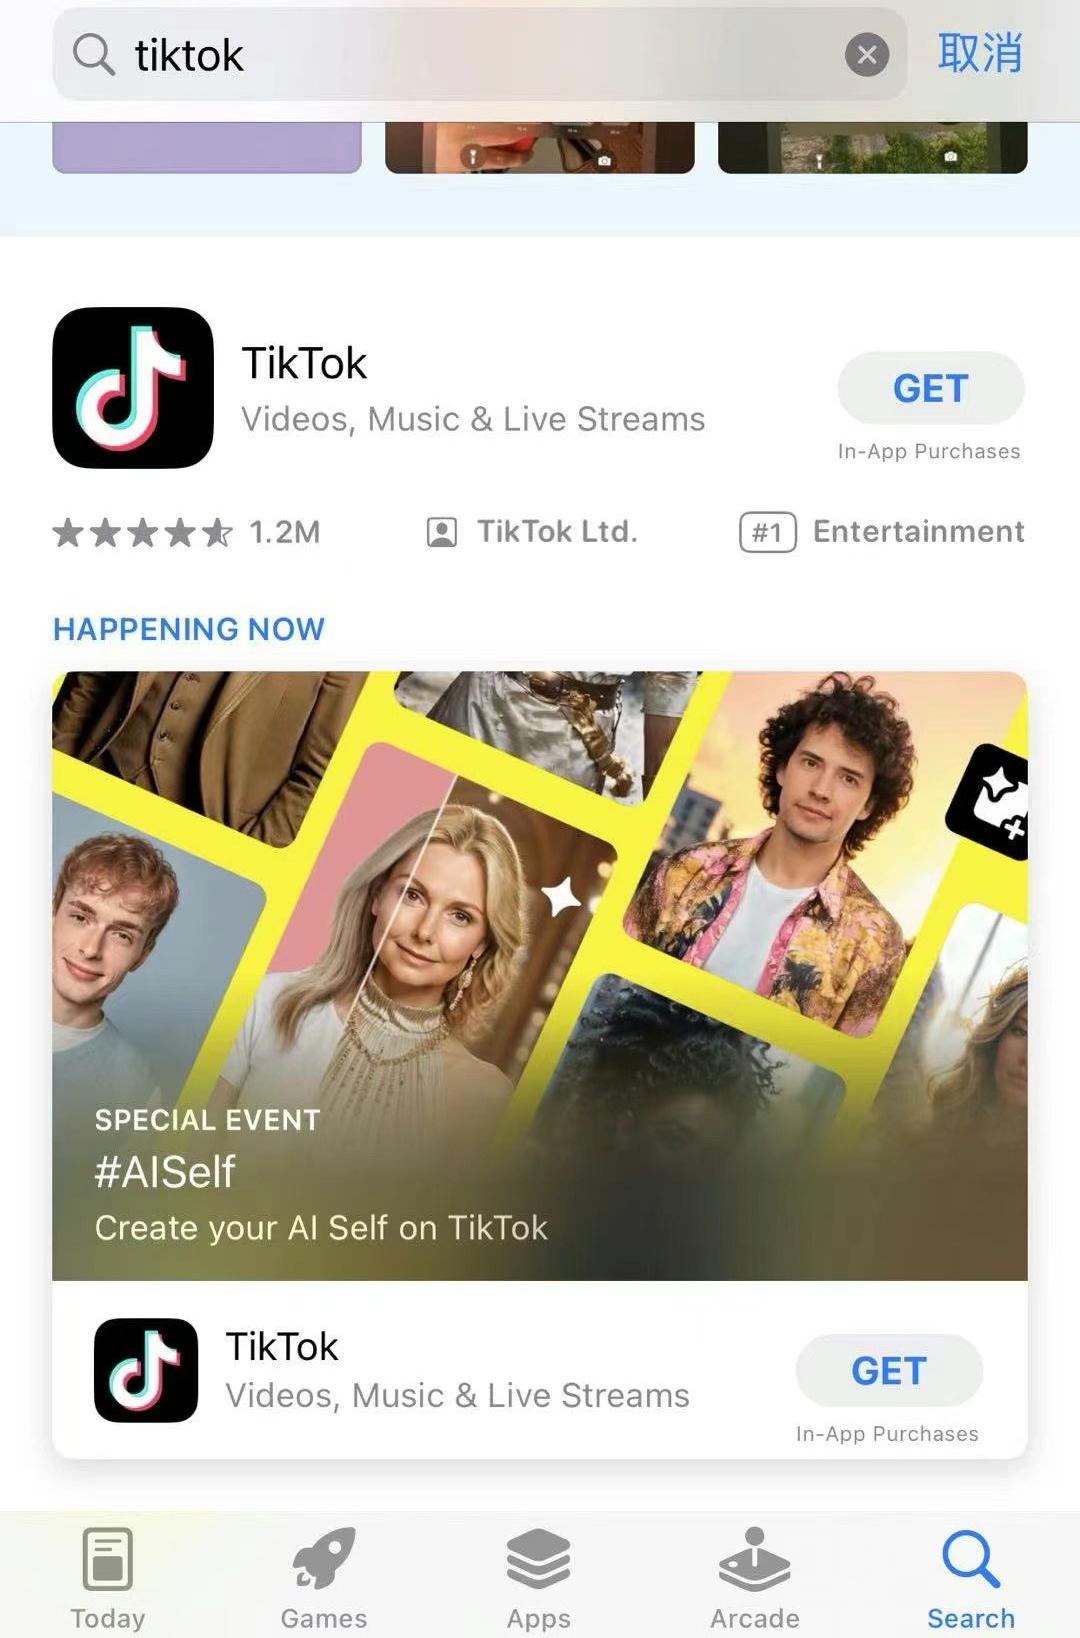 tiktok
取消
TikTok
Videos, Music & Live Streams
GET
In-App Purchases
1.2M
TikTok Ltd.
#1
Entertainment
HAPPENING NOW
SPECIAL EVENT
#AISelf
Create your AI Self on TikTok
TikTok
Videos, Music & Live Streams
GET
In-App Purchases
Today
Games
Apps
Arcade
Search